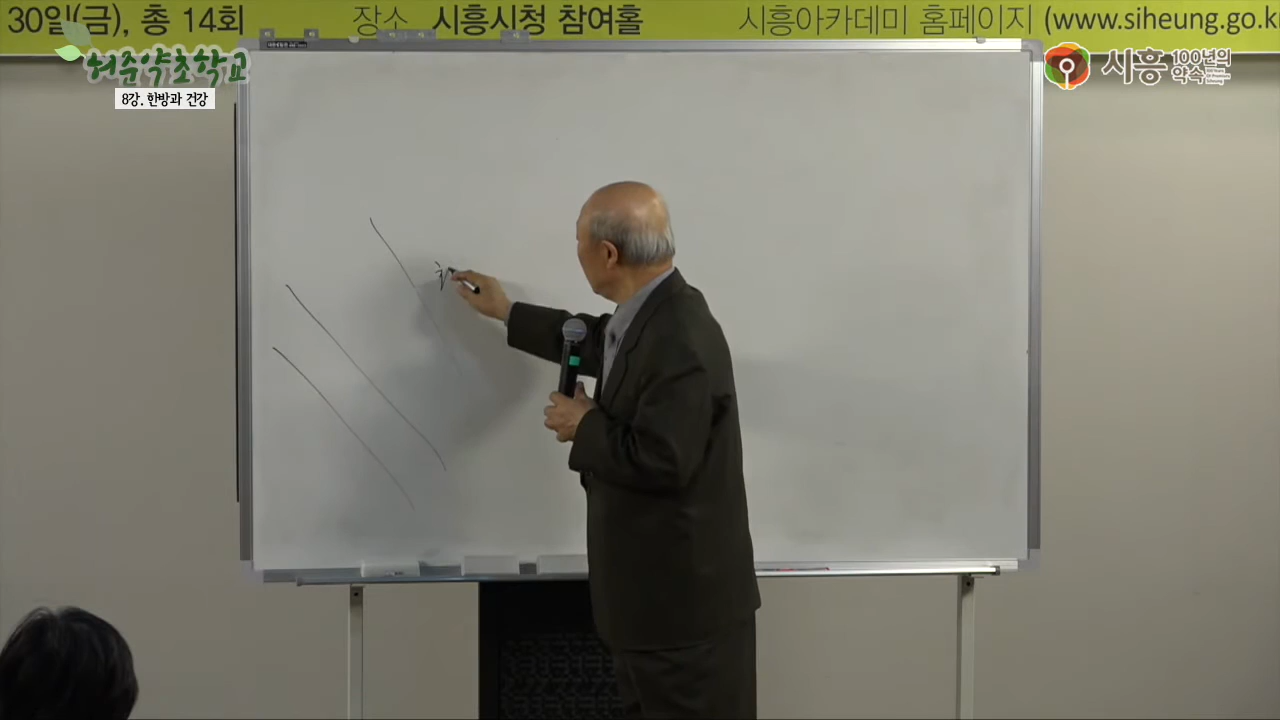 30일(금), 총 14회 장소 시흥시청 참여홀 시흥아카데미 홈페이지 (www.siheung.go.k
허준약초학교
8강. 한방과 건강
시흥 100년의
약속